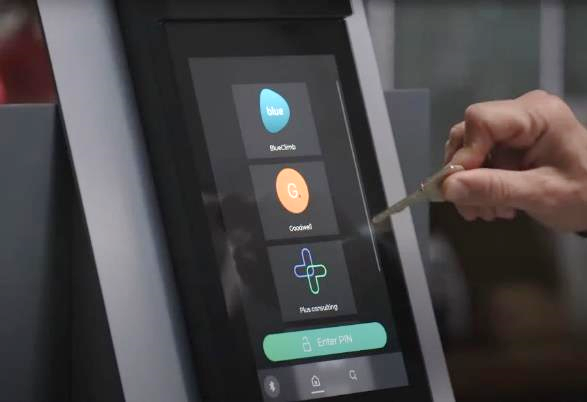 blue
BlueClimb
G.
Goodwell
Plus consulting
Enter PIN